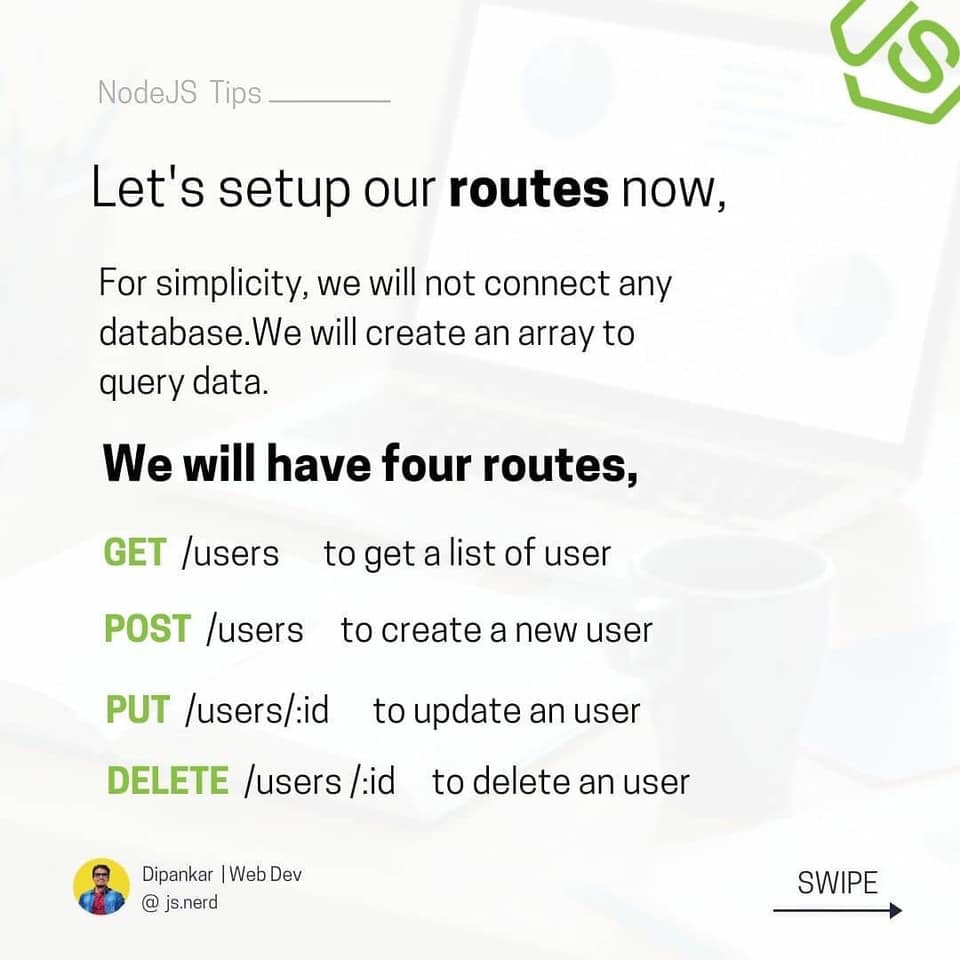 JS
NodeJS Tips
Let's setup our routes now,
For simplicity, we will not connect any
database.We will create an array to
query data.
We will have four routes,
GET /users to get a list of user
POST /users to create a new user
PUT /users/:id to update an user
DELETE /users /:id to delete an user
Dipankar | Web Dev
@ js.nerd
SWIPE